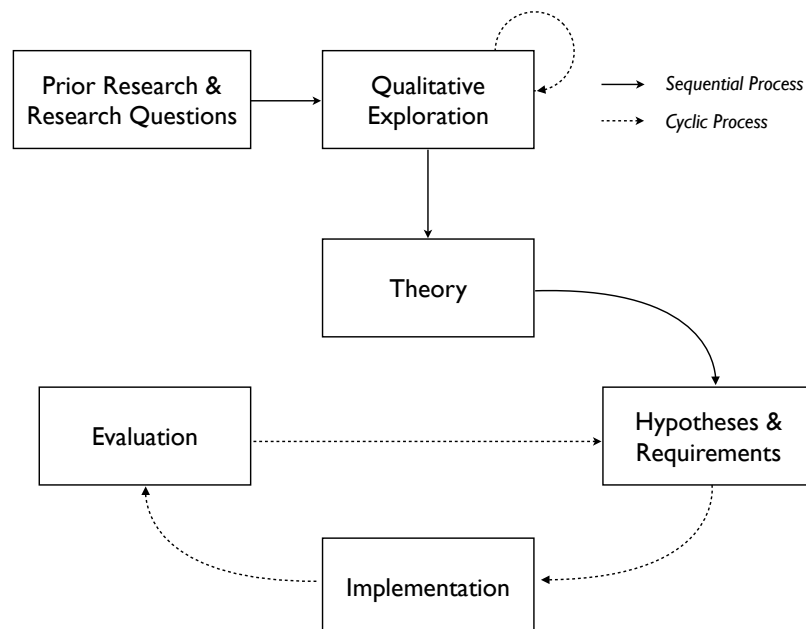 Prior Research &
Research Questions
Qualitative
Exploration
Sequential Process
Cyclic Process
Theory
Evaluation
Hypotheses &
Requirements
Implementation